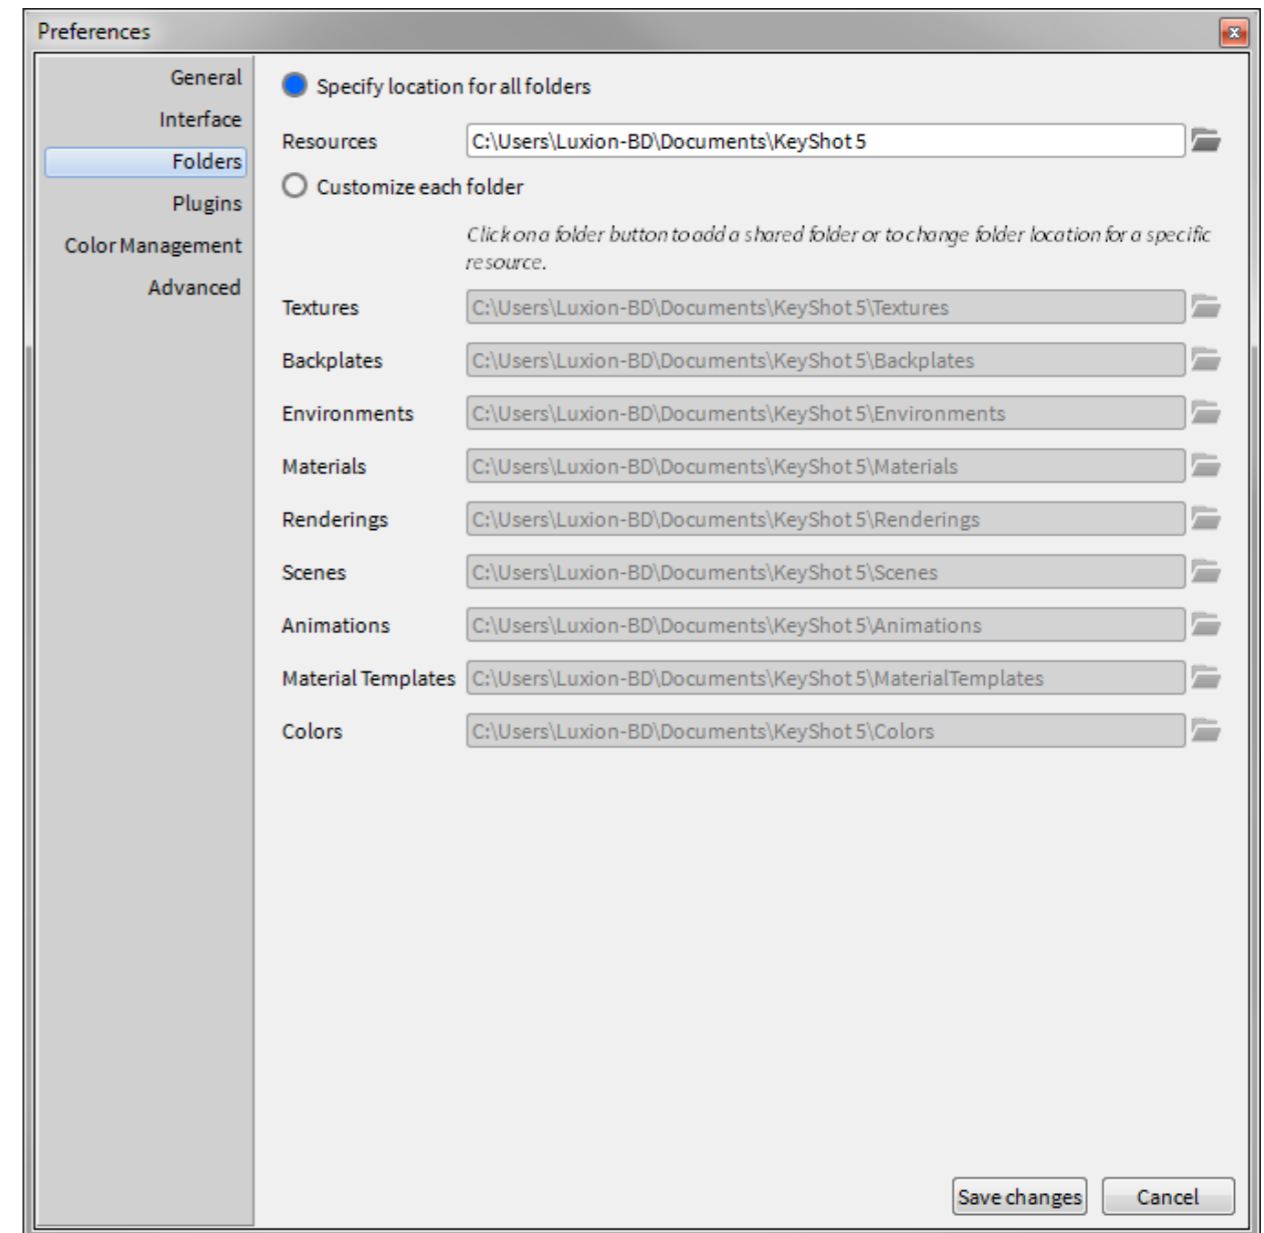 Preferences
General
Interface
Folders
Plugins
Color Management
Advanced
Specify location for all folders
Resources C:\Users\Luxion-BD\Documents\KeyShot 5
Customize each folder
Click on a folder button to add a shared folder or to change folder location for a specific
resource.
Textures C:\Users\Luxion-BD\Documents\KeyShot 5\Textures
Backplates C:\Users\Luxion-BD\Documents\KeyShot 5\Backplates
Environments C:\Users\Luxion-BD\Documents\KeyShot 5\Environments
Materials C:\Users\Luxion-BD\Documents\KeyShot 5\Materials
Renderings C:\Users\Luxion-BD\Documents\KeyShot 5\Renderings
Scenes C:\Users\Luxion-BD\Documents\KeyShot 5\Scenes
Animations C:\Users\Luxion-BD\Documents\KeyShot 5\Animations
Material Templates C:\Users\Luxion-BD\Documents\KeyShot 5\MaterialTemplates
Colors C:\Users\Luxion-BD\Documents\KeyShot 5\Colors
Save changes Cancel